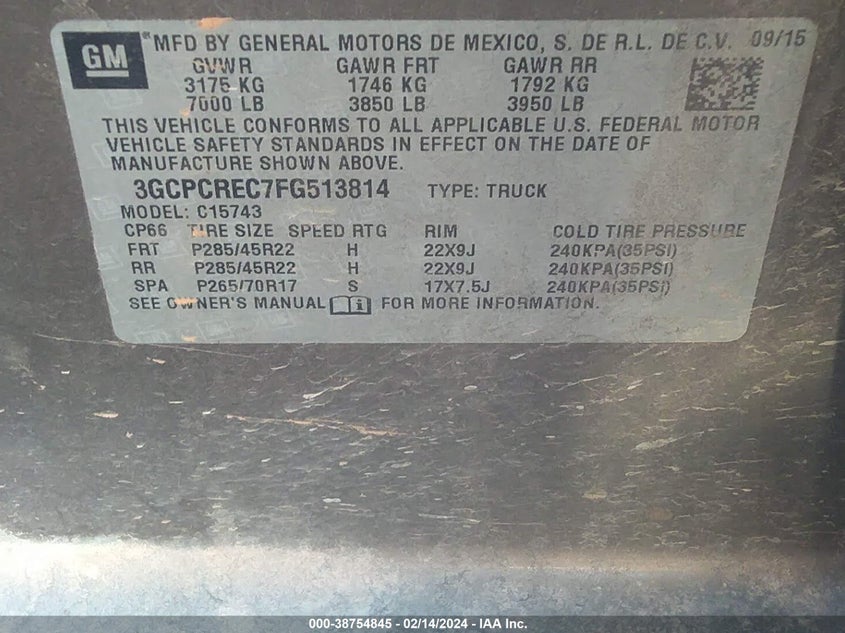 GM ® MFD BY GENERAL MOTORS DE MEXICO, S. DE R.L. DE C.V. 09/15
GVWR GAWR FRT GAWR RR
3175 KG 1746 KG 1792 KG
7000 LB 3850 LB 3950 LB
THIS VEHICLE CONFORMS TO ALL APPLICABLE U.S. FEDERAL MOTOR
VEHICLE SAFETY STANDARDS IN EFFECT ON THE DATE OF
MANUFACTURE SHOWN ABOVE.
3GCPCREC7FG513814 TYPE: TRUCK
MODEL: C15743
CP66 TIRE SIZE SPEED RTG RIM COLD TIRE PRESSURE
FRT P285/45R22 H 22X9J 240KPA(35PSI)
RR P285/45R22 H 22X9J 240KPA(35PSI)
SPA P265/70R17 S 17X7.5J 240KPA(35PSI)
SEE OWNER'S MANUAL i FOR MORE INFORMATION.
000-38754845 - 02/14/2024 - IAA Inc.